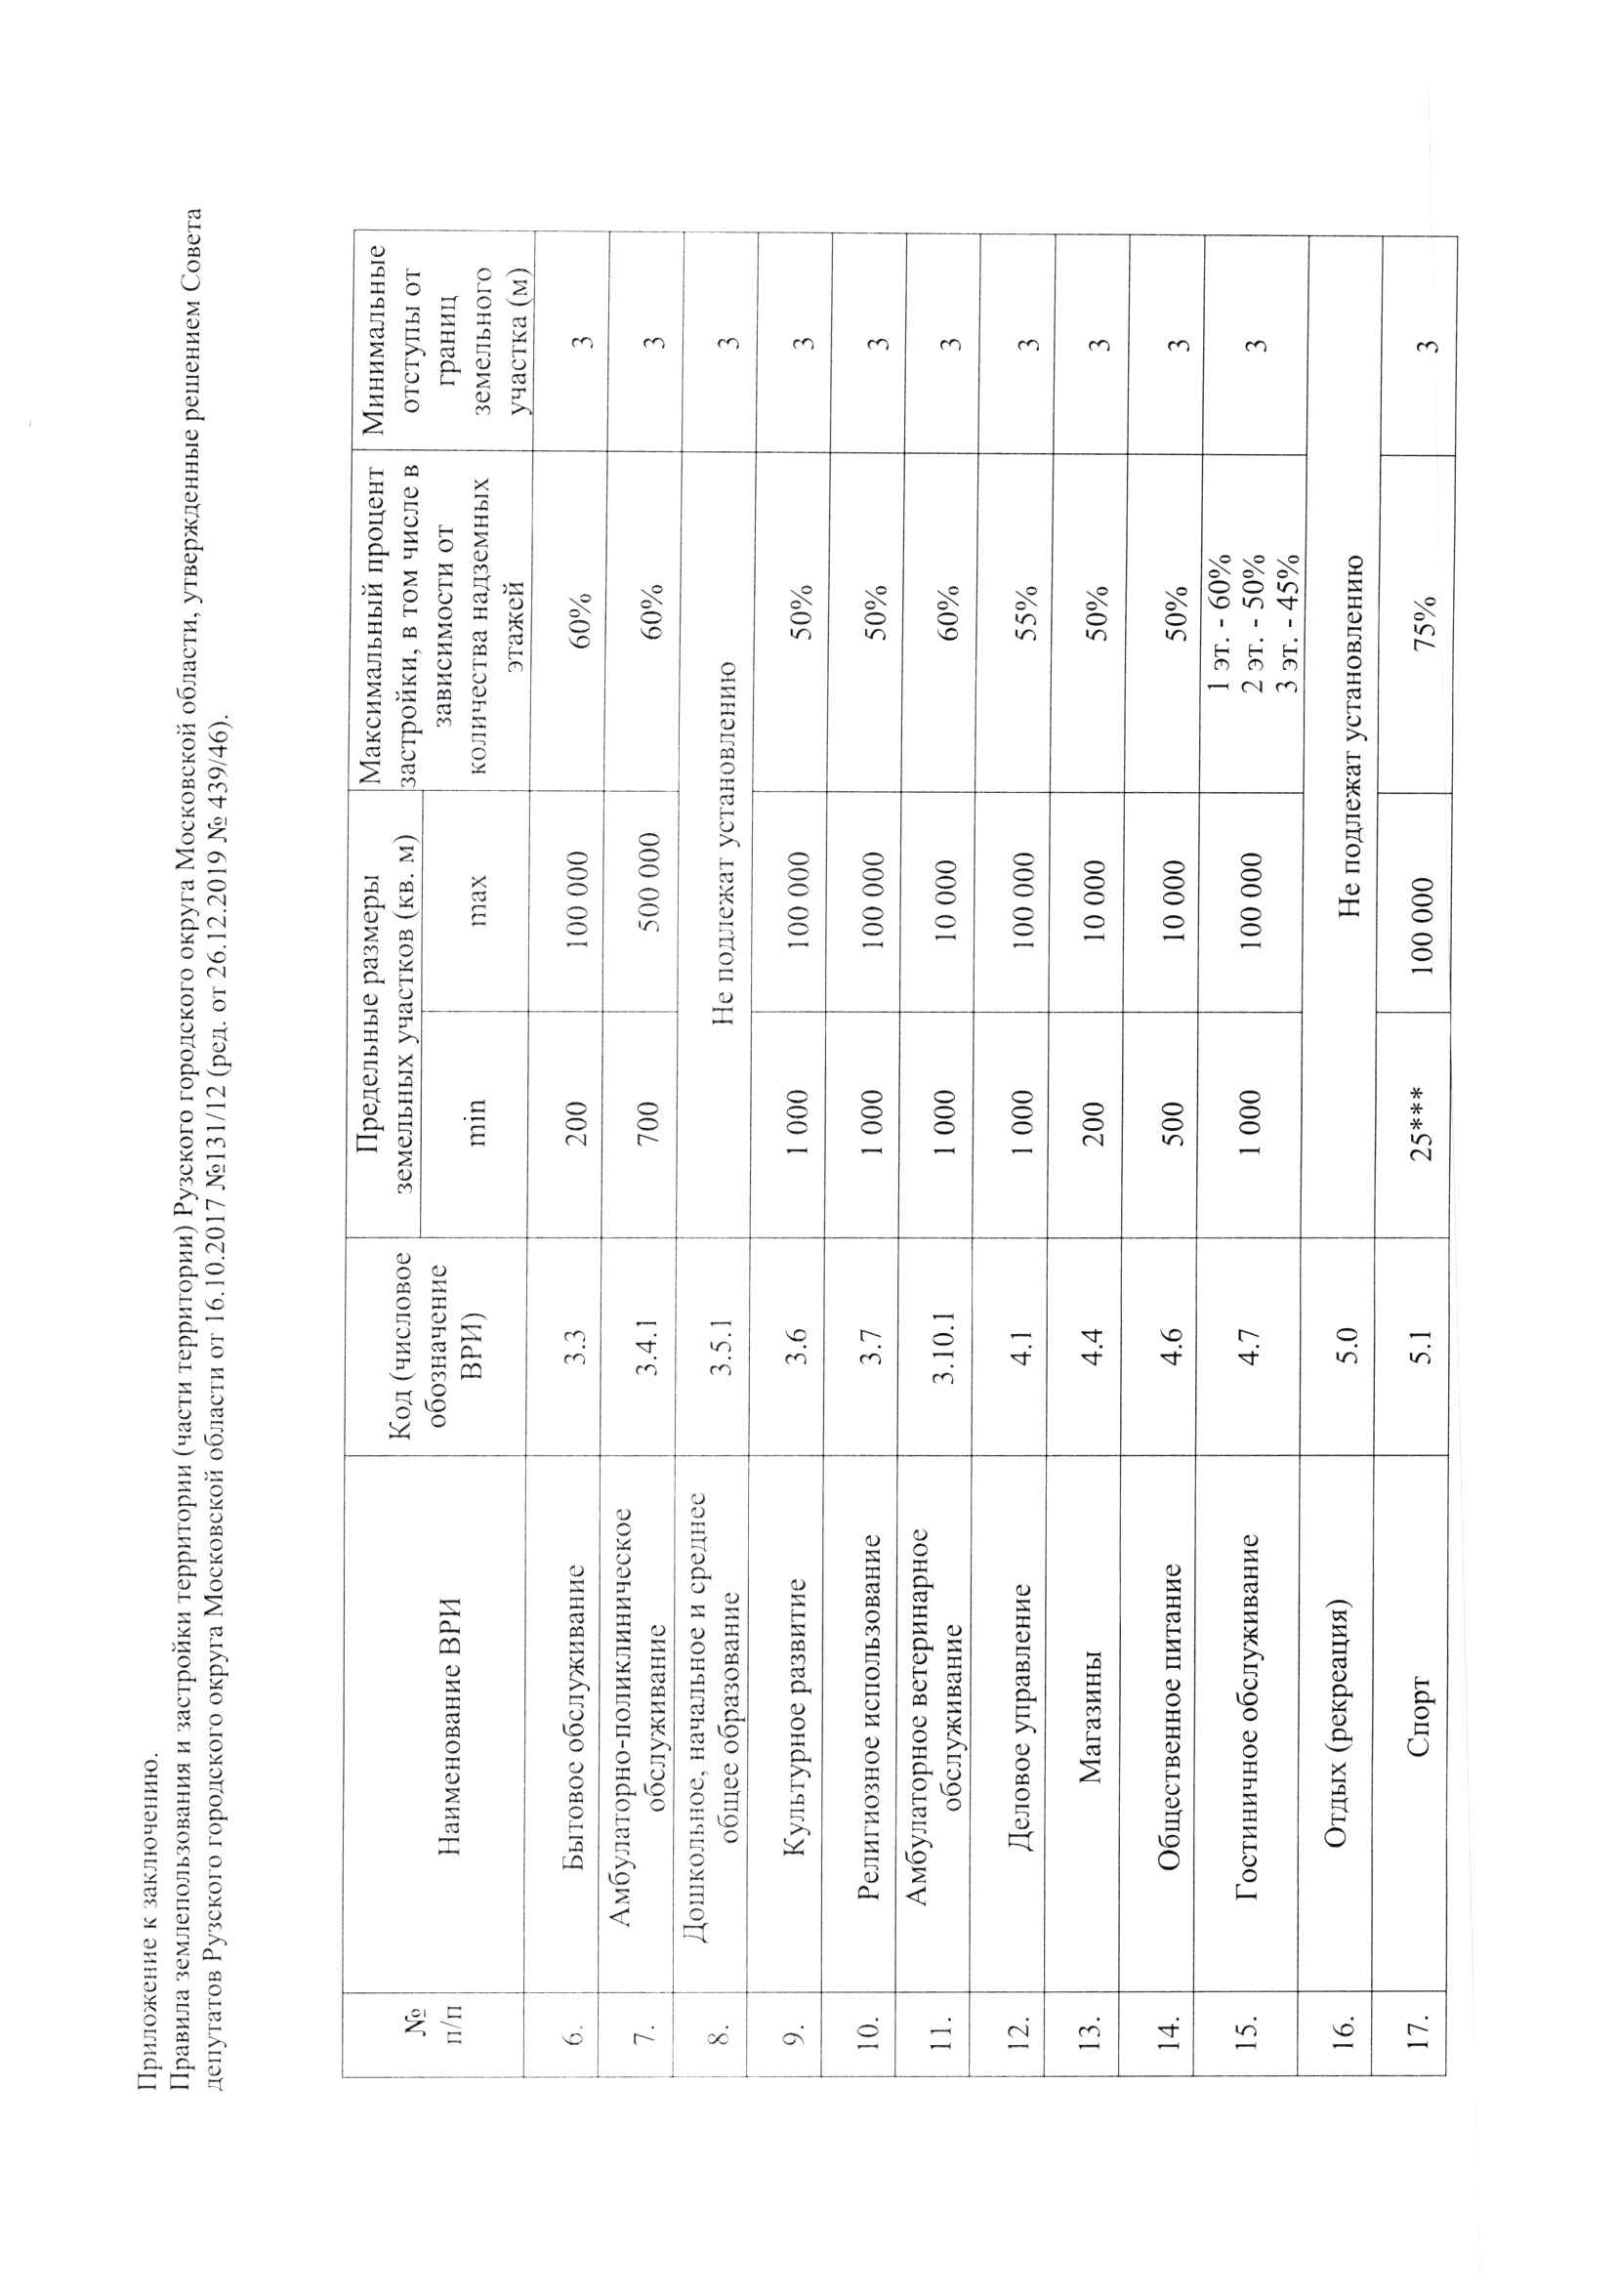 Приложение к заключению.
Правила землепользования и застройки территории (части территории) Рузского городского округа Московской области, утвержденные решением Совета
депутатов Рузского городского округа Московской области от 16.10.2017 №131/12 (ред. от 26.12.2019 № 439/46).
№
п/п
Наименование ВРИ
Код (числовое
обозначение
ВРИ)
Предельные размеры
земельных участков (кв. м)
min
max
Максимальный процент
застройки, в том числе в
зависимости от
количества надземных
этажей
Минимальные
отступы от
границ
земельного
участка (м)
6. Бытовое обслуживание 3.3 200 100 000 60% 3
7. Амбулаторно-поликлиническое
обслуживание 3.4.1 700 500 000 60% 3
8. Дошкольное, начальное и среднее
общее образование 3.5.1 Не подлежат установлению 3
9. Культурное развитие 3.6 1 000 100 000 50% 3
10. Религиозное использование 3.7 1 000 100 000 50% 3
11. Амбулаторное ветеринарное
обслуживание 3.10.1 1 000 10 000 60% 3
12. Деловое управление 4.1 1 000 100 000 55% 3
13. Магазины 4.4 200 10 000 50% 3
14. Общественное питание 4.6 500 10 000 50% 3
15. Гостиничное обслуживание 4.7 1 000 100 000 1 эт. - 60%
2 эт. - 50%
3 эт. - 45%
3
16. Отдых (рекреация) 5.0 Не подлежат установлению
17. Спорт 5.1 25**** 100 000 75% 3